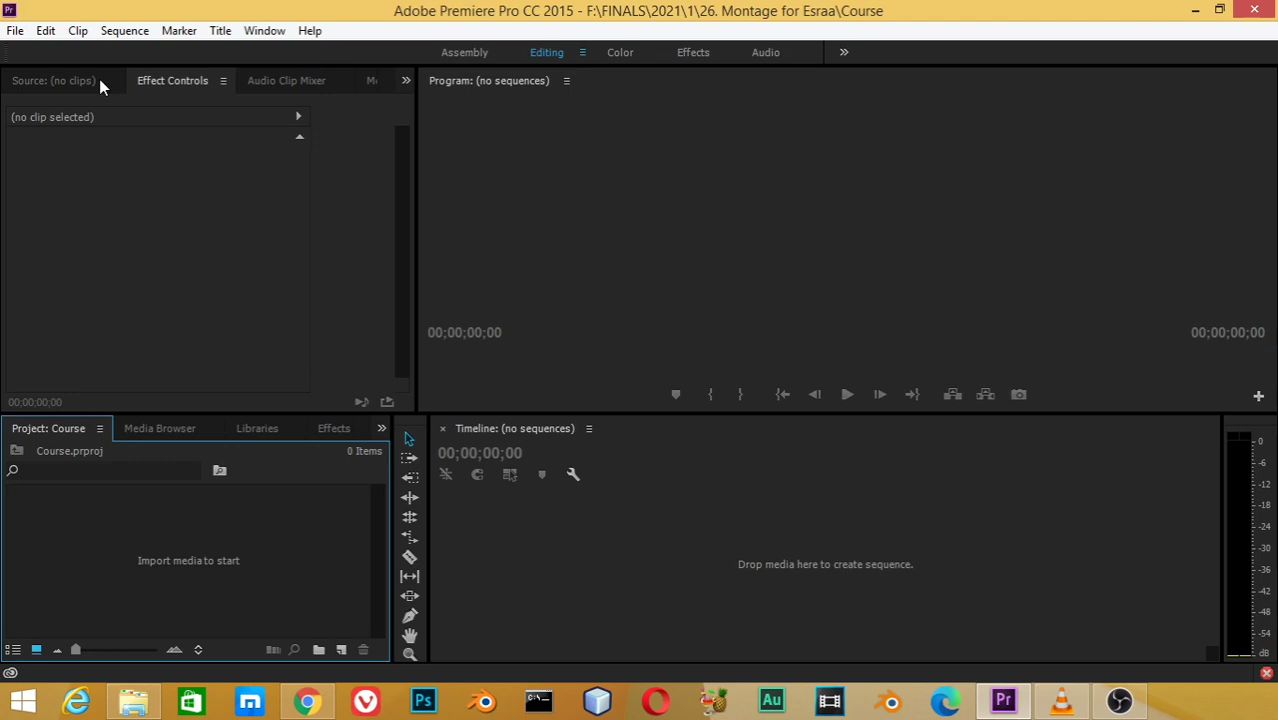 Pr Adobe Premiere Pro CC 2015 - F:\FINALS\2021\1\26. Montage for Esraa\Course
File Edit Clip Sequence Marker Title Window Help
Assembly Editing Color Effects Audio
Source: (no clips) Effect Controls Audio Clip Mixer
Program: (no sequences)
(no clip selected)
00;00;00;00 00;00;00;00
00;00;00;00
Project: Course Media Browser Libraries Effects
Timeline: (no sequences)
Course.prproj 0 Items
00;00;00;00
Import media to start
Drop media here to create sequence.
0
-6
-12
-18
-24
-30
-36
-42
-48
-54
dB
Ps Au Pr